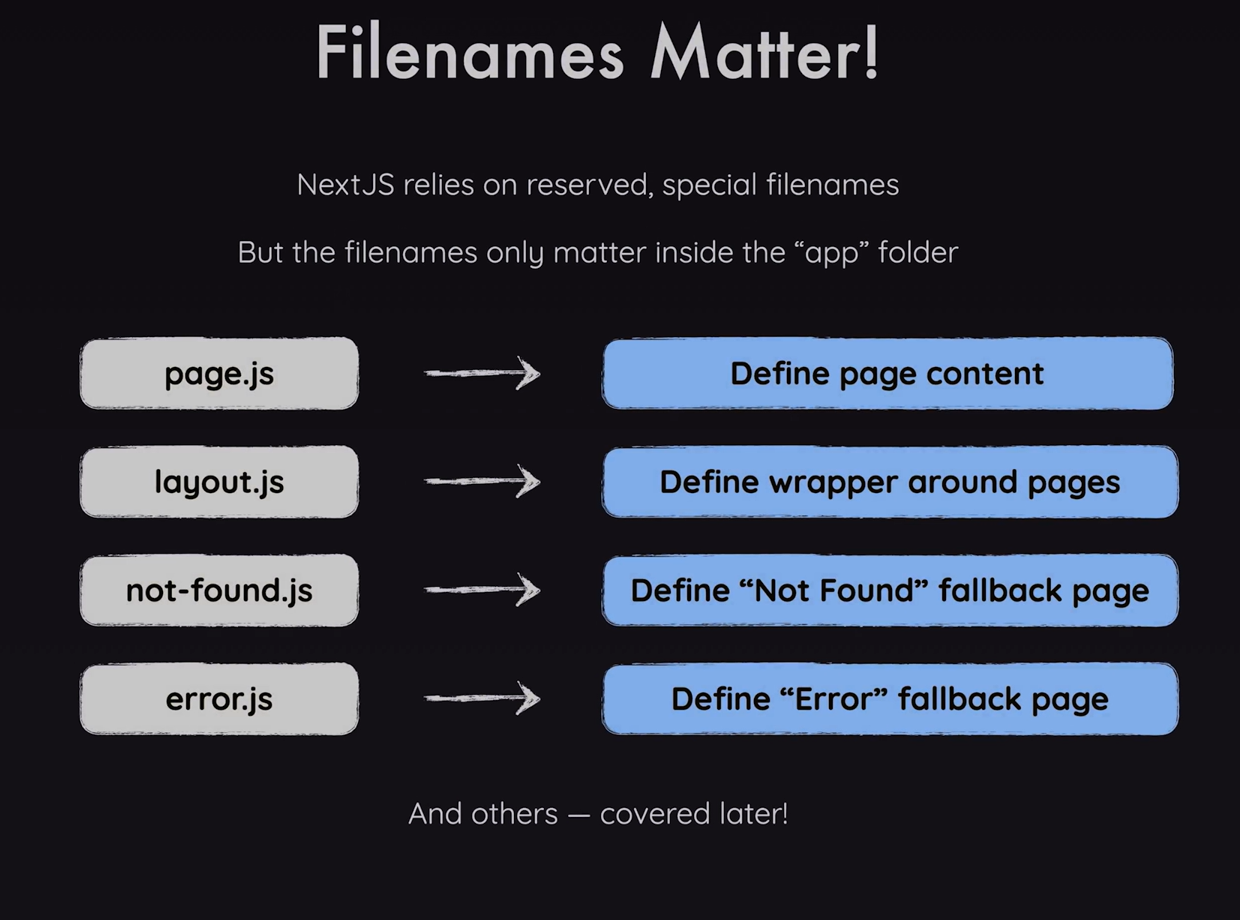 Filenames Matter!
NextJS relies on reserved, special filenames
But the filenames only matter inside the “app” folder
page.js
Define page content
layout.js
Define wrapper around pages
not-found.js
Define “Not Found” fallback page
error.js
Define “Error” fallback page
And others — covered later!